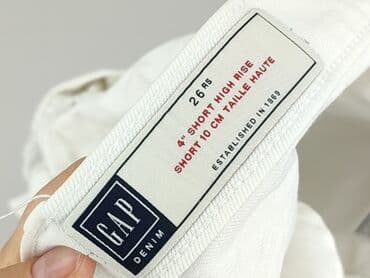 26 RS
4" SHORT HIGH RISE
SHORT 10 CM TAILLE HAUTE
ESTABLISHED IN 1969
GAP
DENIM